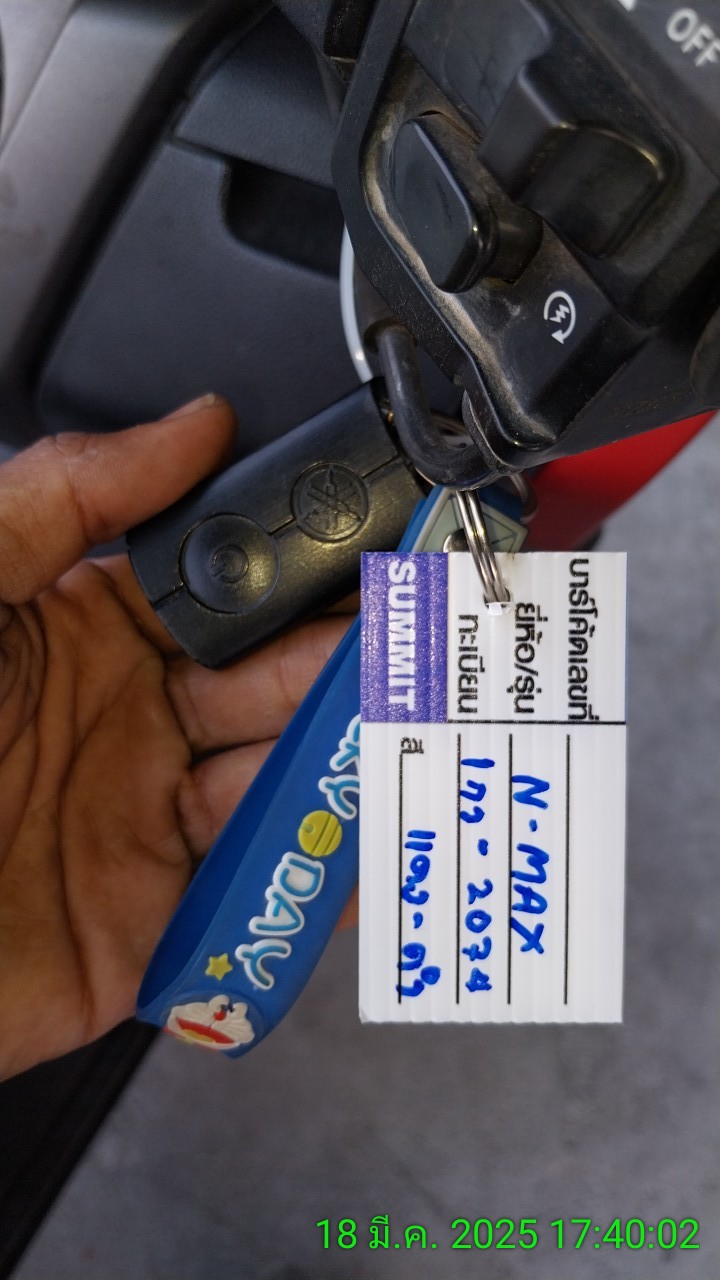 OFF
SUMMIT
บาร์โค้ดเลขที่
ยี่ห้อ/รุ่น N-MAX
ทะเบียน 1กว-2074
สี แดง-ดำ
DAY
18 มี.ค. 2025 17:40:02